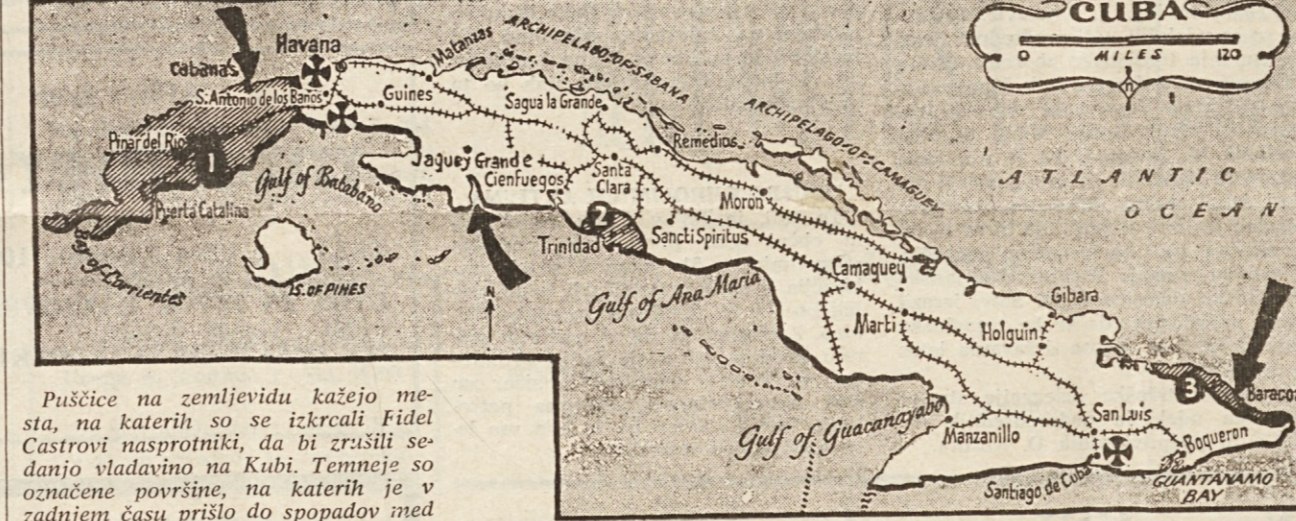 CUBA
0 MILES 120
n
ARCHIPELAGO OF SABANA
Havana
Matanzas
Cabanas
S. Antonio de los Baños
Guines
Sagua la Grande
ARCHIPELAGO OF CAMAGUEY
Pinar del Rio
1
Remedios
Jaguey Grande
Gulf of Batabano
Cienfuegos
Santa
Clara
ATLANTIC
OCEAN
Moron
Puerta Catalina
2
Trinidad
Sancti Spiritus
Bay of Corrientes
IS. OF PINES
N
Camaguey
Gulf of Ana Maria
Gibara
Marti
Holguin
3
Baracoa
San Luis
Gulf of Guacanayabo
Manzanillo
Boqueron
Santiago de Cuba
GUANTANAMO
BAY
Puščice na zemljevidu kažejo me-
sta, na katerih so se izkrcali Fidel
Castrovi nasprotniki, da bi zrušili se-
danjo vladavino na Kubi. Temneje so
označene površine, na katerih je v
zadnjem času prišlo do spopadov med